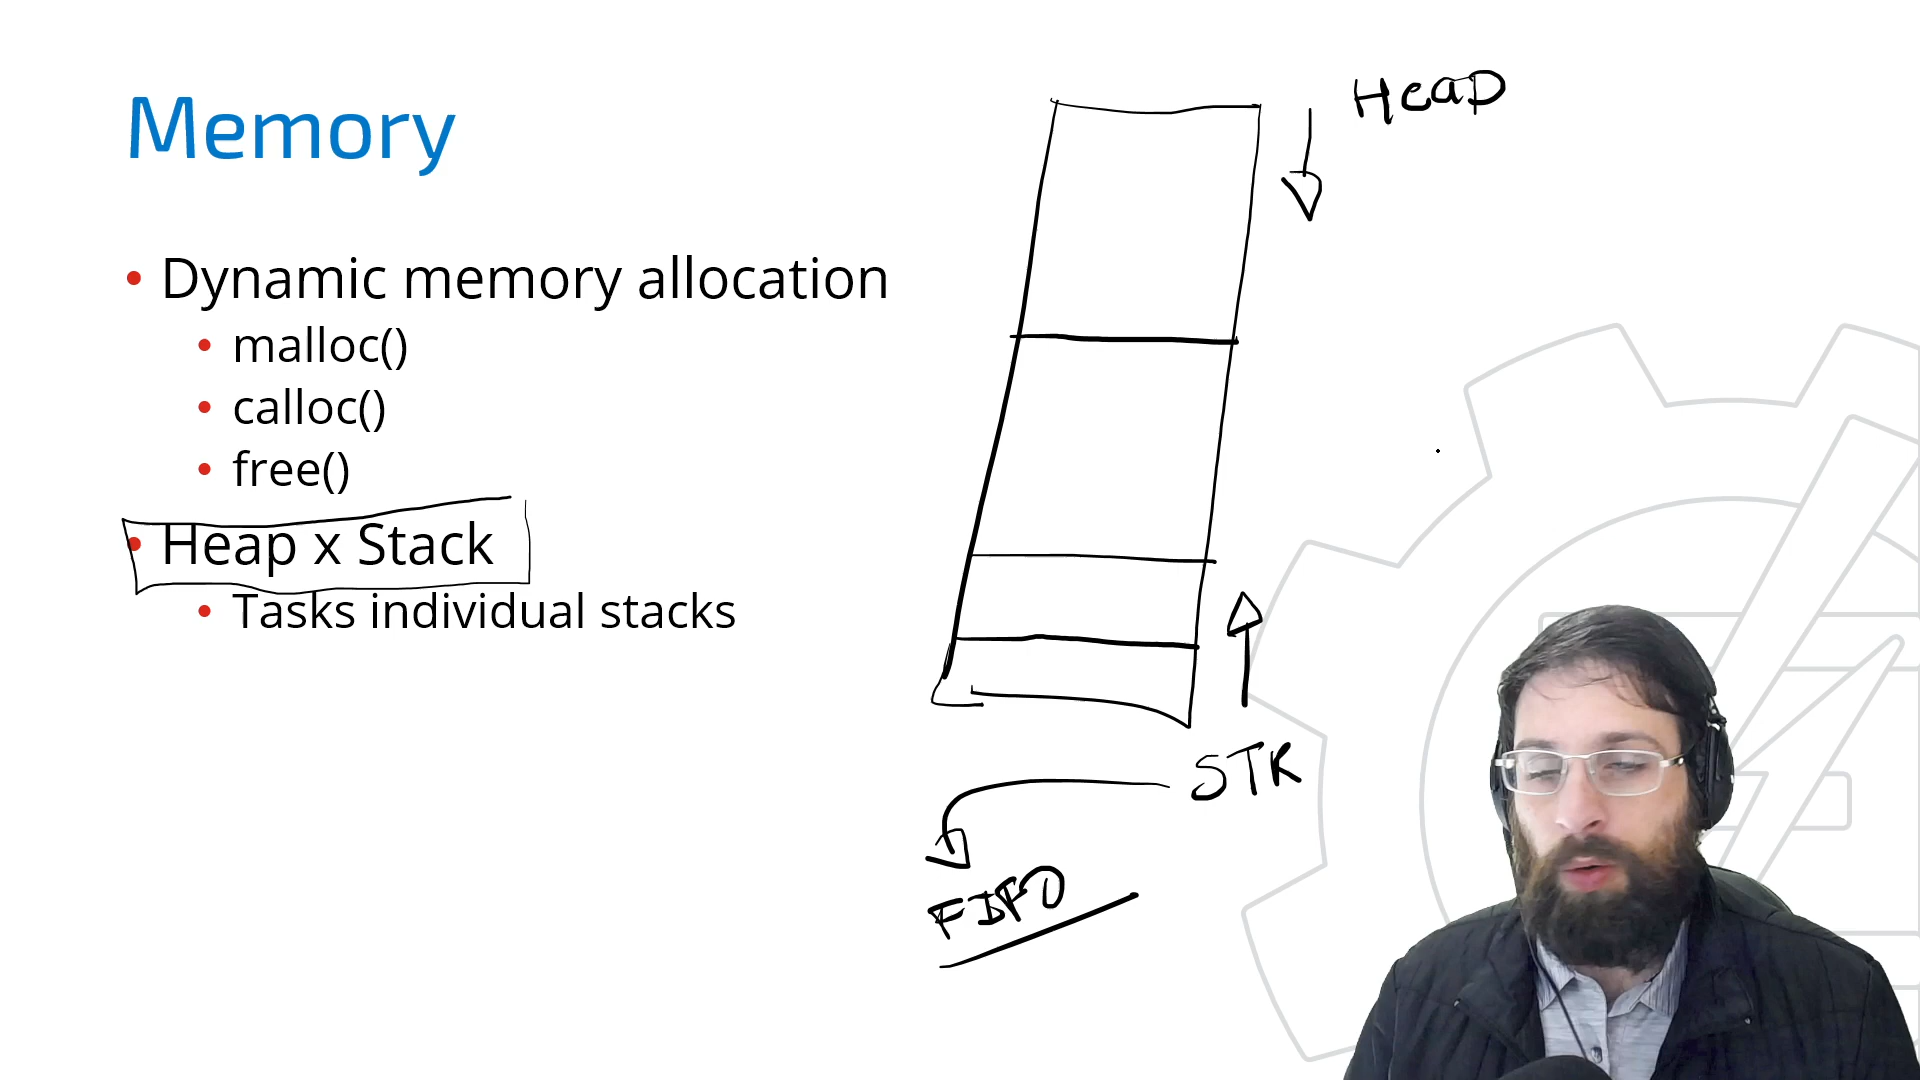 Memory
• Dynamic memory allocation
• malloc()
• calloc()
• free()
• Heap x Stack
• Tasks individual stacks
HeaP
STK
FIFO